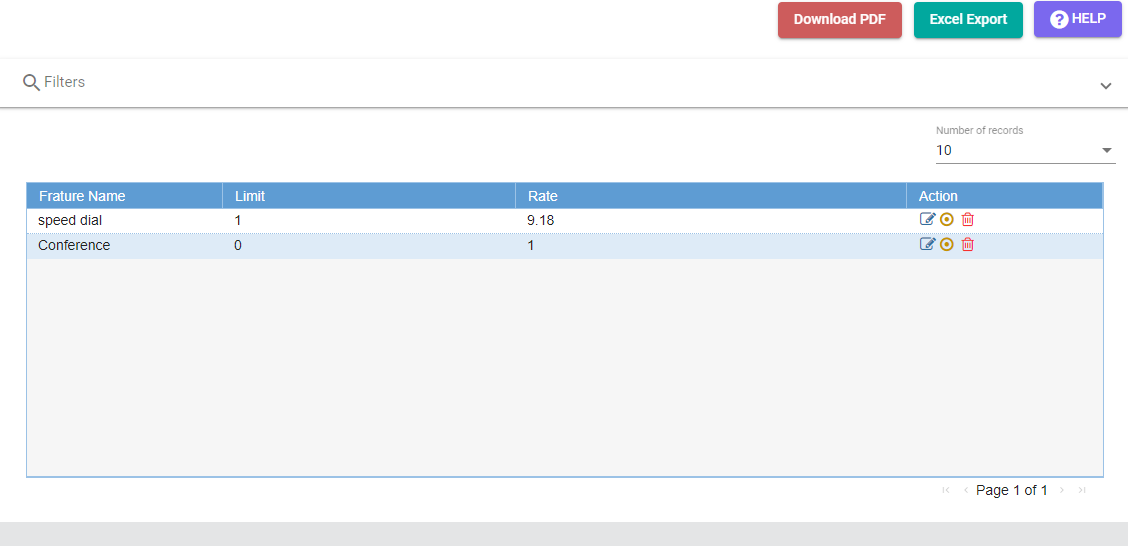 Download PDF Excel Export HELP
Filters
Number of records
10
Frature Name Limit Rate Action
speed dial 1 9.18
Conference 0 1
Page 1 of 1